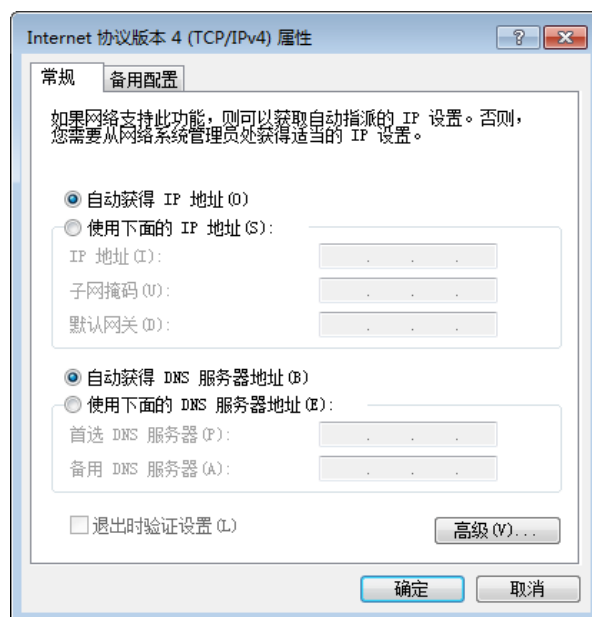 Internet 协议版本 4 (TCP/IPv4) 属性
常规
备用配置
如果网络支持此功能，则可以获取自动指派的 IP 设置。否则，
您需要从网络系统管理员处获得适当的 IP 设置。
自动获得 IP 地址(O)
使用下面的 IP 地址(S):
IP 地址(I):
子网掩码(U):
默认网关(D):
自动获得 DNS 服务器地址(B)
使用下面的 DNS 服务器地址(E):
首选 DNS 服务器(P):
备用 DNS 服务器(A):
退出时验证设置(L)
高级(V)...
确定
取消